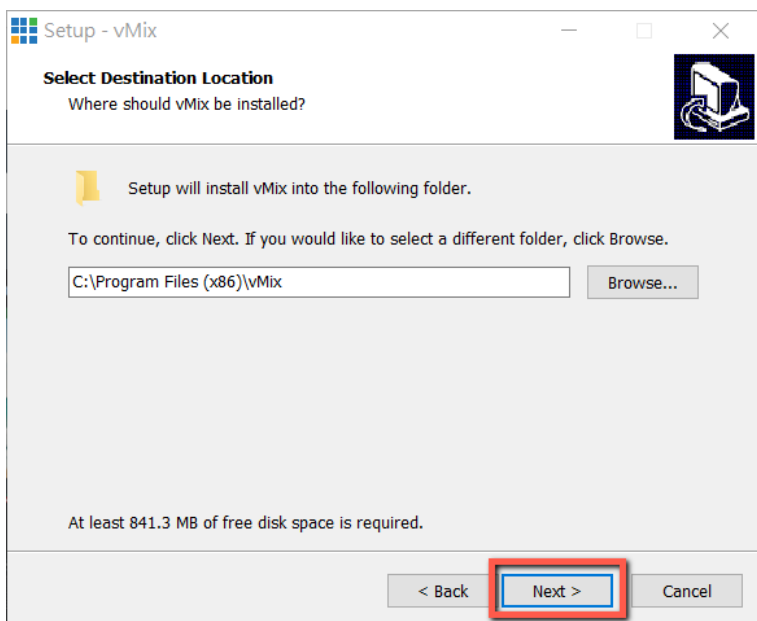 Setup - vMix
Select Destination Location
Where should vMix be installed?
Setup will install vMix into the following folder.
To continue, click Next. If you would like to select a different folder, click Browse.
C:\Program Files (x86)\vMix
Browse...
At least 841.3 MB of free disk space is required.
< Back Next > Cancel